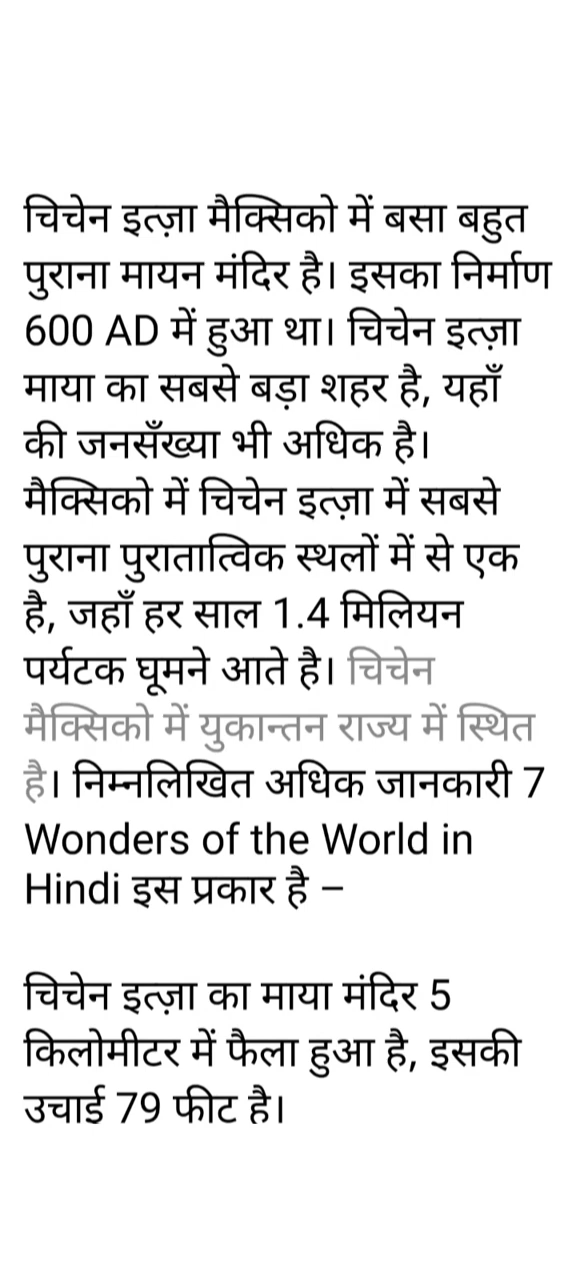 चिचेन इत्ज़ा मैक्सिको में बसा बहुत
पुराना मायन मंदिर है। इसका निर्माण
600 AD में हुआ था। चिचेन इत्ज़ा
माया का सबसे बड़ा शहर है, यहाँ
की जनसँख्या भी अधिक है।
मैक्सिको में चिचेन इत्ज़ा में सबसे
पुराना पुरातात्विक स्थलों में से एक
है, जहाँ हर साल 1.4 मिलियन
पर्यटक घूमने आते है। चिचेन
मैक्सिको में युकान्तन राज्य में स्थित
है। निम्नलिखित अधिक जानकारी 7
Wonders of the World in
Hindi इस प्रकार है –
चिचेन इत्ज़ा का माया मंदिर 5
किलोमीटर में फैला हुआ है, इसकी
उचाई 79 फीट है।